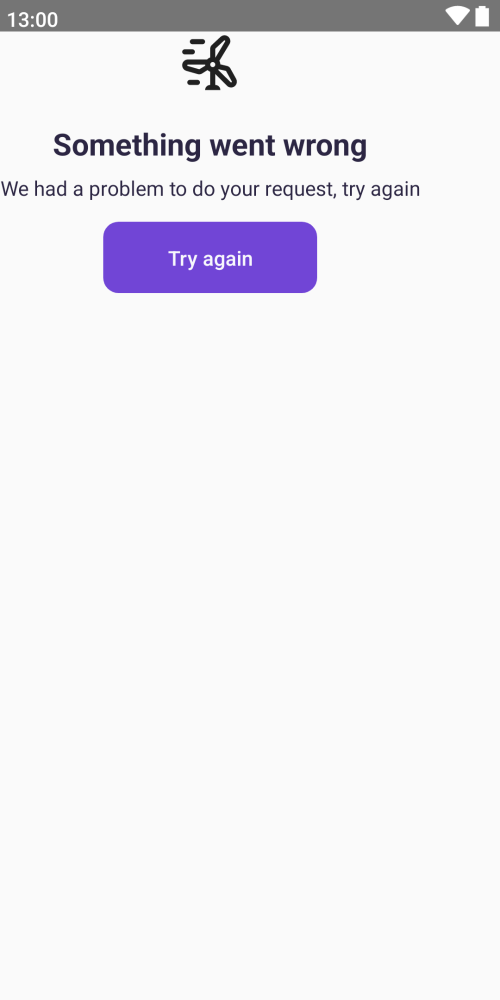 13:00
Something went wrong
We had a problem to do your request, try again
Try again